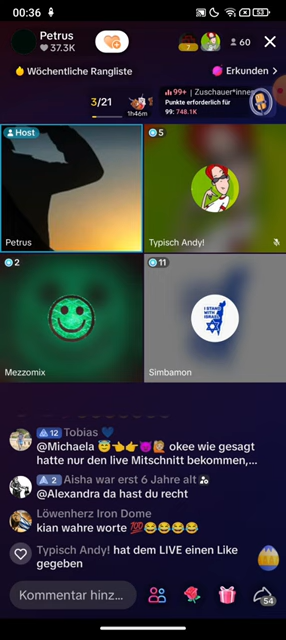 00:36
53
Petrus
37.3K
7
60
Wöchentliche Rangliste
Erkunden >
3/21
1h46m
99+ | Zuschauer*innen
Punkte erforderlich für
99: 748.1K
Host
5
Petrus
Typisch Andy!
2
11
I STAND
WITH
ISRAEL
Mezzomix
Simbamon
12 Tobias 💙
@Michaela 😇👈👉😈🙋🏼 okee wie gesagt
hatte nur den live Mitschnitt bekommen,...
2 Aisha war erst 6 Jahre alt
@Alexandra da hast du recht
Löwenherz Iron Dome
kian wahre worte 💯😂😂😂😂
Typisch Andy! hat dem LIVE einen Like
gegeben
Kommentar hinz...
54